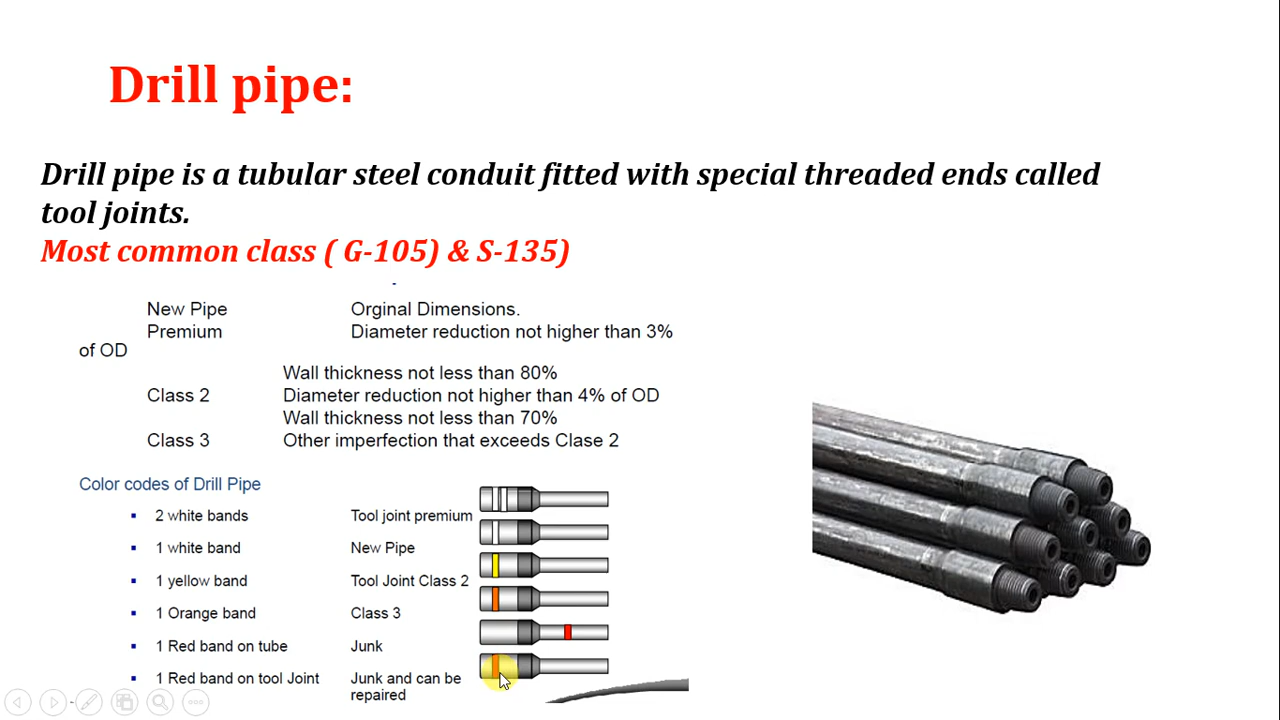 Drill pipe:
Drill pipe is a tubular steel conduit fitted with special threaded ends called
tool joints.
Most common class ( G-105) & S-135)
New Pipe Orginal Dimensions.
Premium Diameter reduction not higher than 3%
of OD
Wall thickness not less than 80%
Class 2 Diameter reduction not higher than 4% of OD
Wall thickness not less than 70%
Class 3 Other imperfection that exceeds Clase 2
Color codes of Drill Pipe
▪ 2 white bands Tool joint premium
▪ 1 white band New Pipe
▪ 1 yellow band Tool Joint Class 2
▪ 1 Orange band Class 3
▪ 1 Red band on tube Junk
▪ 1 Red band on tool Joint Junk and can be
repaired